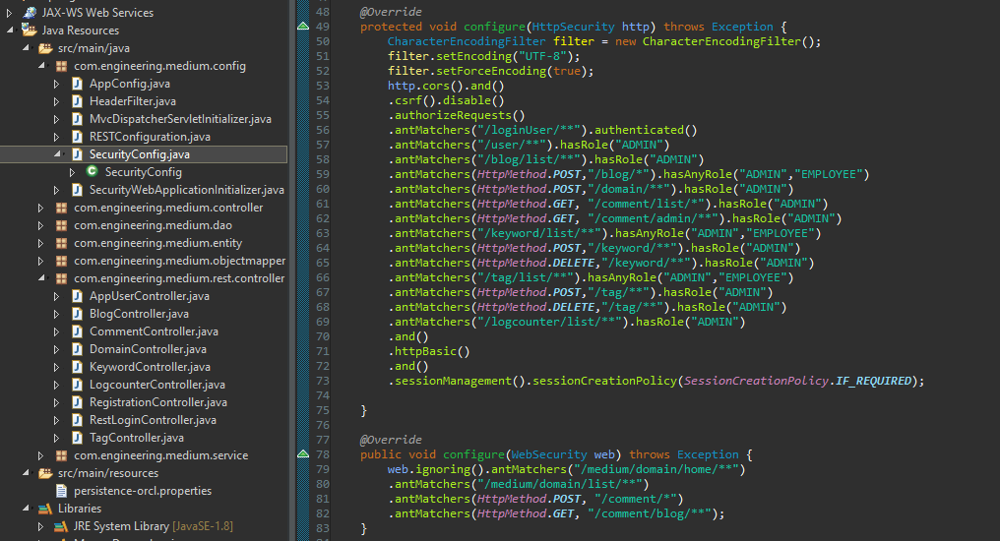 JAX-WS Web Services
Java Resources
src/main/java
com.engineering.medium.config
AppConfig.java
HeaderFilter.java
MvcDispatcherServletInitializer.java
RESTConfiguration.java
SecurityConfig.java
SecurityConfig
SecurityWebApplicationInitializer.java
com.engineering.medium.controller
com.engineering.medium.dao
com.engineering.medium.entity
com.engineering.medium.objectmapper
com.engineering.medium.rest.controller
AppUserController.java
BlogController.java
CommentController.java
DomainController.java
KeywordController.java
LogcounterController.java
RegistrationController.java
RestLoginController.java
TagController.java
com.engineering.medium.service
src/main/resources
persistence-orcl.properties
Libraries
JRE System Library [JavaSE-1.8]
48 @Override
49 protected void configure(HttpSecurity http) throws Exception {
50 CharacterEncodingFilter filter = new CharacterEncodingFilter();
51 filter.setEncoding("UTF-8");
52 filter.setForceEncoding(true);
53 http.cors().and()
54 .csrf().disable()
55 .authorizeRequests()
56 .antMatchers("/loginUser/**").authenticated()
57 .antMatchers("/user/**").hasRole("ADMIN")
58 .antMatchers("/blog/list/**").hasRole("ADMIN")
59 .antMatchers(HttpMethod.POST,"/blog/*").hasAnyRole("ADMIN","EMPLOYEE")
60 .antMatchers(HttpMethod.POST,"/domain/**").hasRole("ADMIN")
61 .antMatchers(HttpMethod.GET, "/comment/list/*").hasRole("ADMIN")
62 .antMatchers(HttpMethod.GET, "/comment/admin/**").hasRole("ADMIN")
63 .antMatchers("/keyword/list/**").hasAnyRole("ADMIN","EMPLOYEE")
64 .antMatchers(HttpMethod.POST,"/keyword/**").hasRole("ADMIN")
65 .antMatchers(HttpMethod.DELETE,"/keyword/**").hasRole("ADMIN")
66 .antMatchers("/tag/list/**").hasAnyRole("ADMIN","EMPLOYEE")
67 .antMatchers(HttpMethod.POST,"/tag/**").hasRole("ADMIN")
68 .antMatchers(HttpMethod.DELETE,"/tag/**").hasRole("ADMIN")
69 .antMatchers("/logcounter/list/**").hasRole("ADMIN")
70 .and()
71 .httpBasic()
72 .and()
73 .sessionManagement().sessionCreationPolicy(SessionCreationPolicy.IF_REQUIRED);
74
75 }
76
77 @Override
78 public void configure(WebSecurity web) throws Exception {
79 web.ignoring().antMatchers("/medium/domain/home/**")
80 .antMatchers("/medium/domain/list/**")
81 .antMatchers(HttpMethod.POST, "/comment/*")
82 .antMatchers(HttpMethod.GET, "/comment/blog/**");
83 }